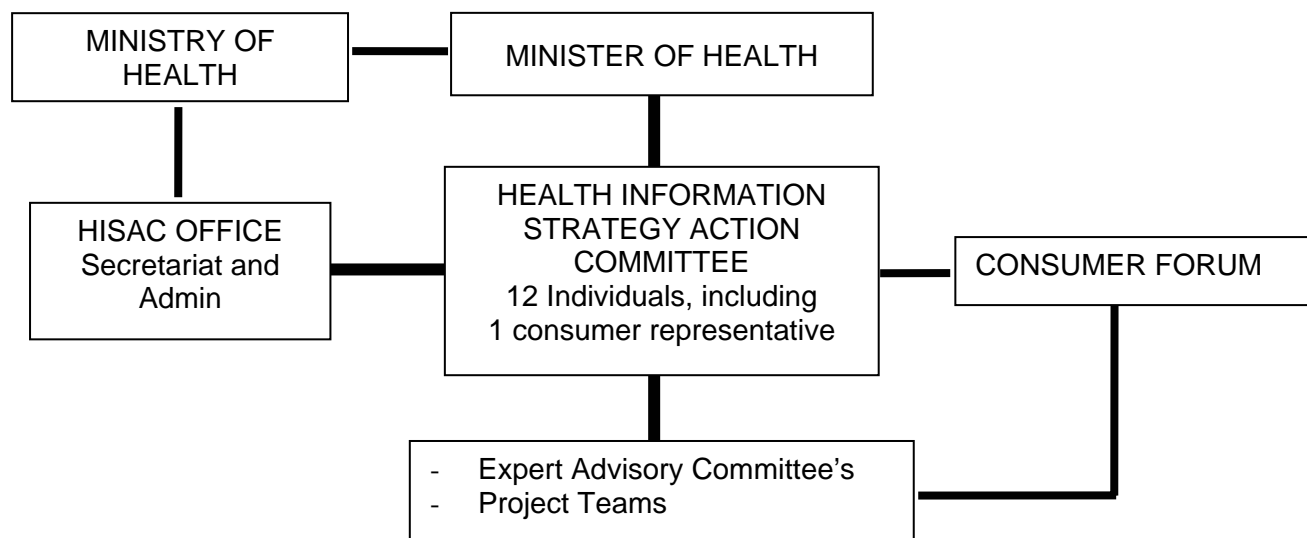 MINISTRY OF
HEALTH
MINISTER OF HEALTH
HEALTH INFORMATION
STRATEGY ACTION
COMMITTEE
12 Individuals, including
1 consumer representative
HISAC OFFICE
Secretariat and
Admin
CONSUMER FORUM
- Expert Advisory Committee's
- Project Teams